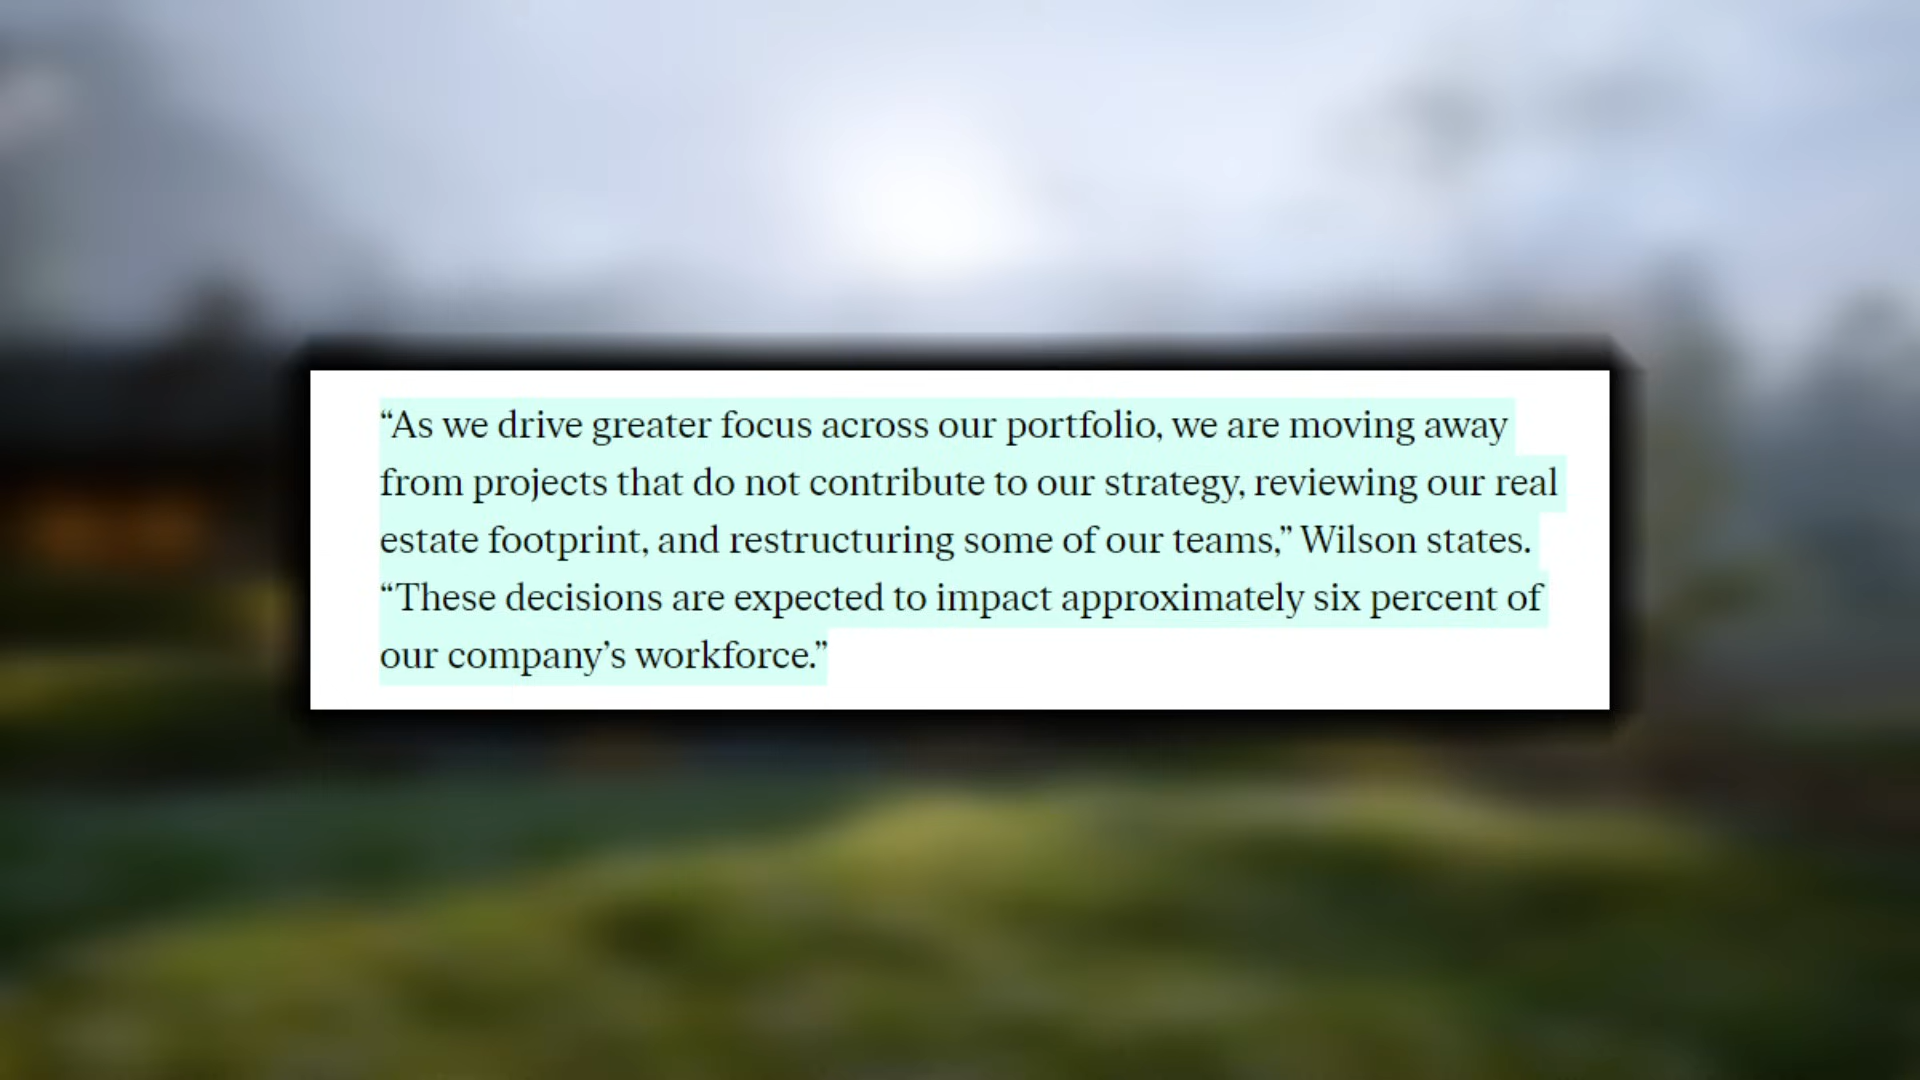 “As we drive greater focus across our portfolio, we are moving away
from projects that do not contribute to our strategy, reviewing our real
estate footprint, and restructuring some of our teams,” Wilson states.
“These decisions are expected to impact approximately six percent of
our company’s workforce.”